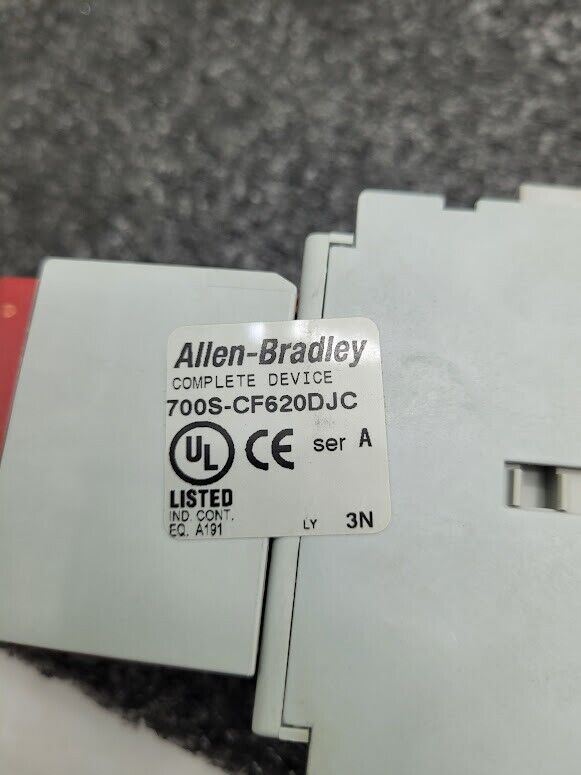 Allen-Bradley
COMPLETE DEVICE
700S-CF620DJC
UL CE ser A
LISTED
IND. CONT.
EQ. A191 LY 3N